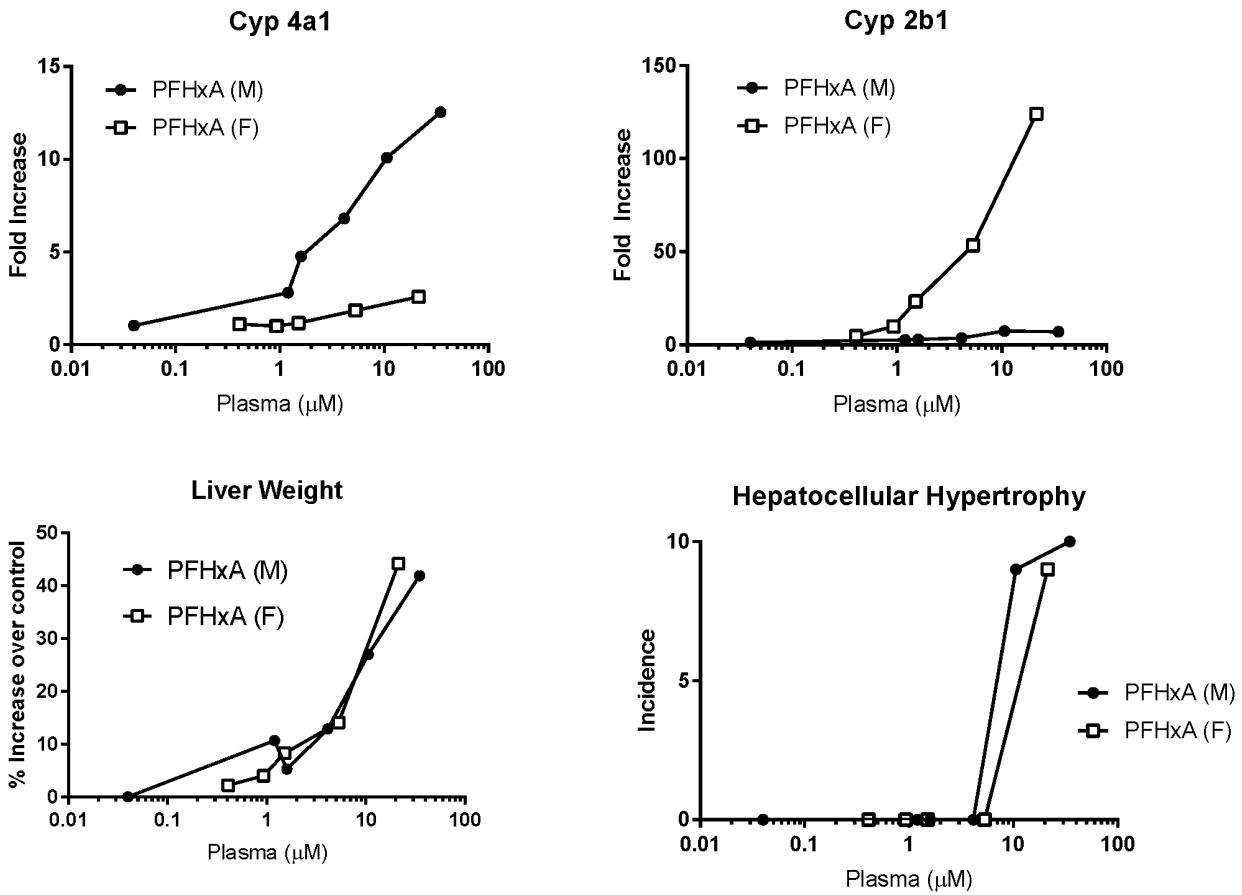 Cyp 4a1
15
10
5
0
Fold Increase
PFHxA (M)
PFHxA (F)
0.01 0.1 1 10 100
Plasma (μM)
Cyp 2b1
150
100
50
0
Fold Increase
PFHxA (M)
PFHxA (F)
0.01 0.1 1 10 100
Plasma (μM)
Liver Weight
50
40
30
20
10
0
% Increase over control
PFHxA (M)
PFHxA (F)
0.01 0.1 1 10 100
Plasma (μM)
Hepatocellular Hypertrophy
10
5
0
Incidence
PFHxA (M)
PFHxA (F)
0.01 0.1 1 10 100
Plasma (μM)